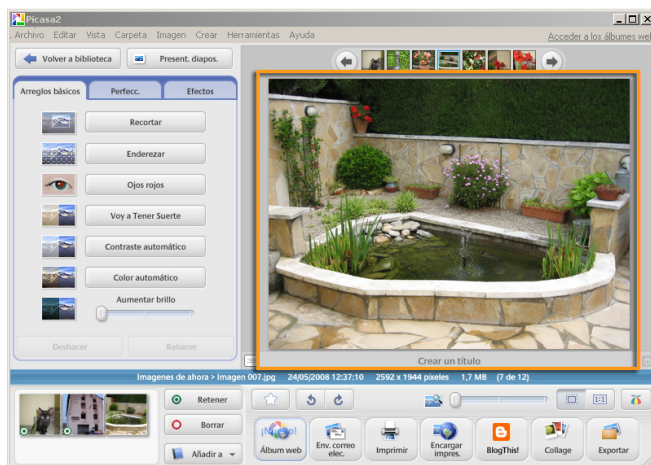 Picasa2
Archivo Editar Vista Carpeta Imagen Crear Herramientas Ayuda
Acceder a los álbumes web
Volver a biblioteca
Present. diapos.
Arreglos básicos
Perfecc.
Efectos
Recortar
Enderezar
Ojos rojos
Voy a Tener Suerte
Contraste automático
Color automático
Aumentar brillo
Deshacer
Rehacer
Crear un título
Imagenes de ahora > Imagen 007.jpg 24/05/2008 12:37:10 2592 x 1944 píxeles 1,7 MB (7 de 12)
Retener
Borrar
Añadir a
1:1
¡Nuevo!
Álbum web
Env. correo
elec.
Imprimir
Encargar
impres.
BlogThis!
Collage
Exportar